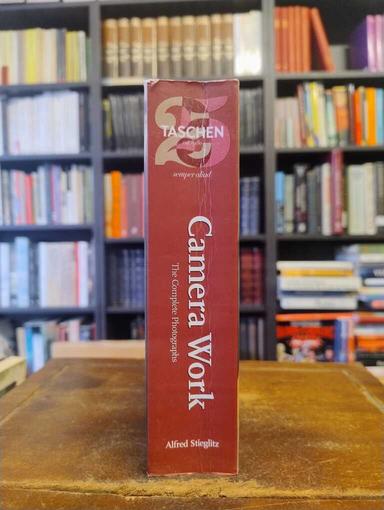 25
TASCHEN
semper aliud
Camera Work
The Complete Photographs
Alfred Stieglitz